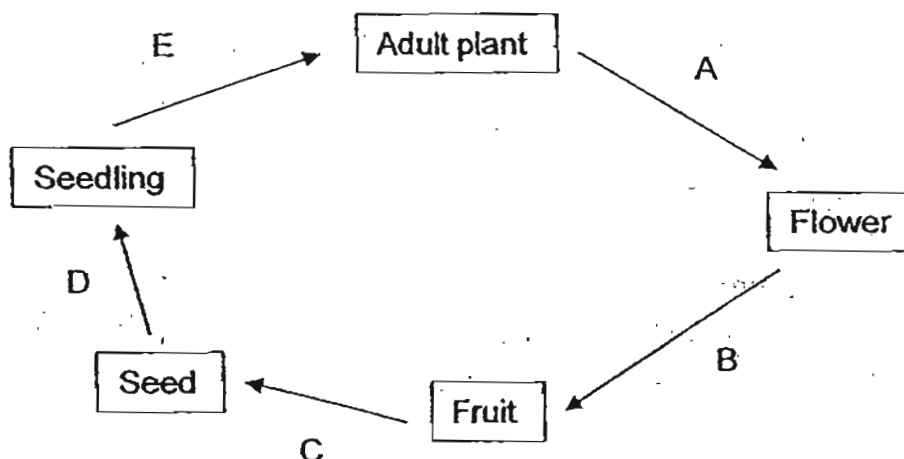 E
Adult plant
A
Seedling
Flower
D
B
Seed
Fruit
C